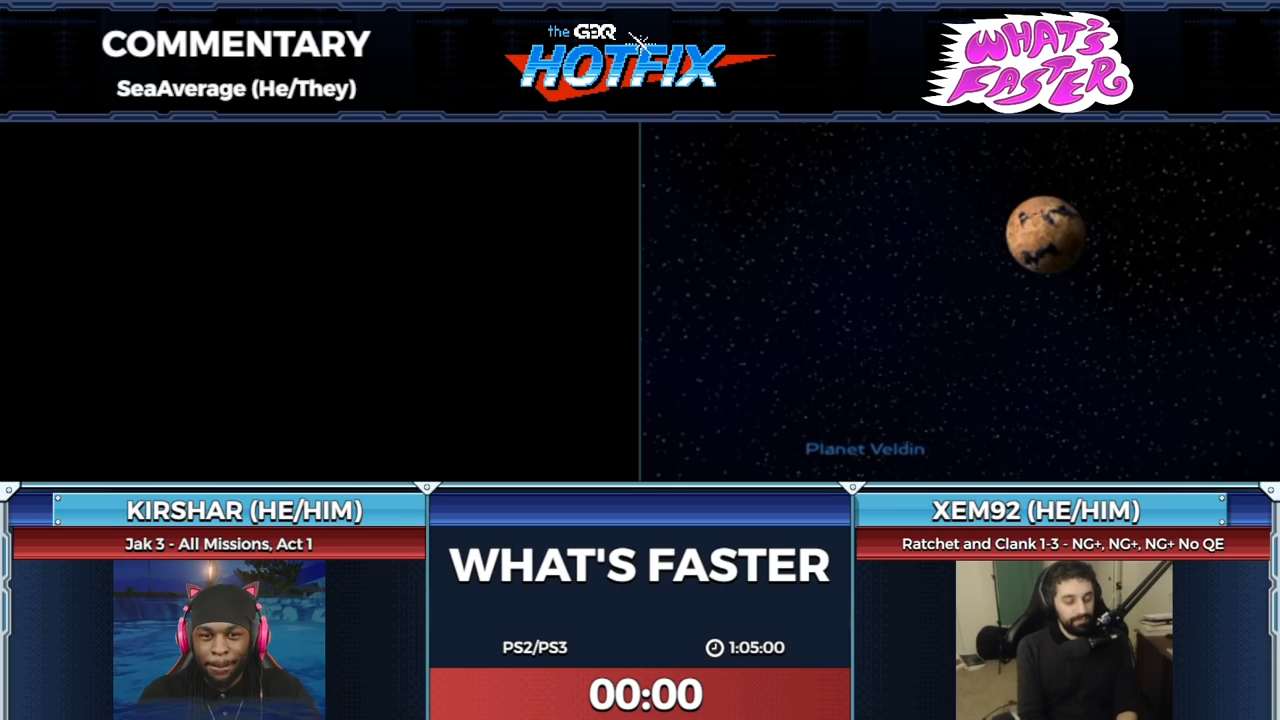 COMMENTARY
SeaAverage (He/They)
the GDQ
HOTFIX
WHAT'S
FASTER
Planet Veldin
KIRSHAR (HE/HIM)
Jak 3 - All Missions, Act 1
WHAT'S FASTER
PS2/PS3
1:05:00
00:00
XEM92 (HE/HIM)
Ratchet and Clank 1-3 - NG+, NG+, NG+ No QE